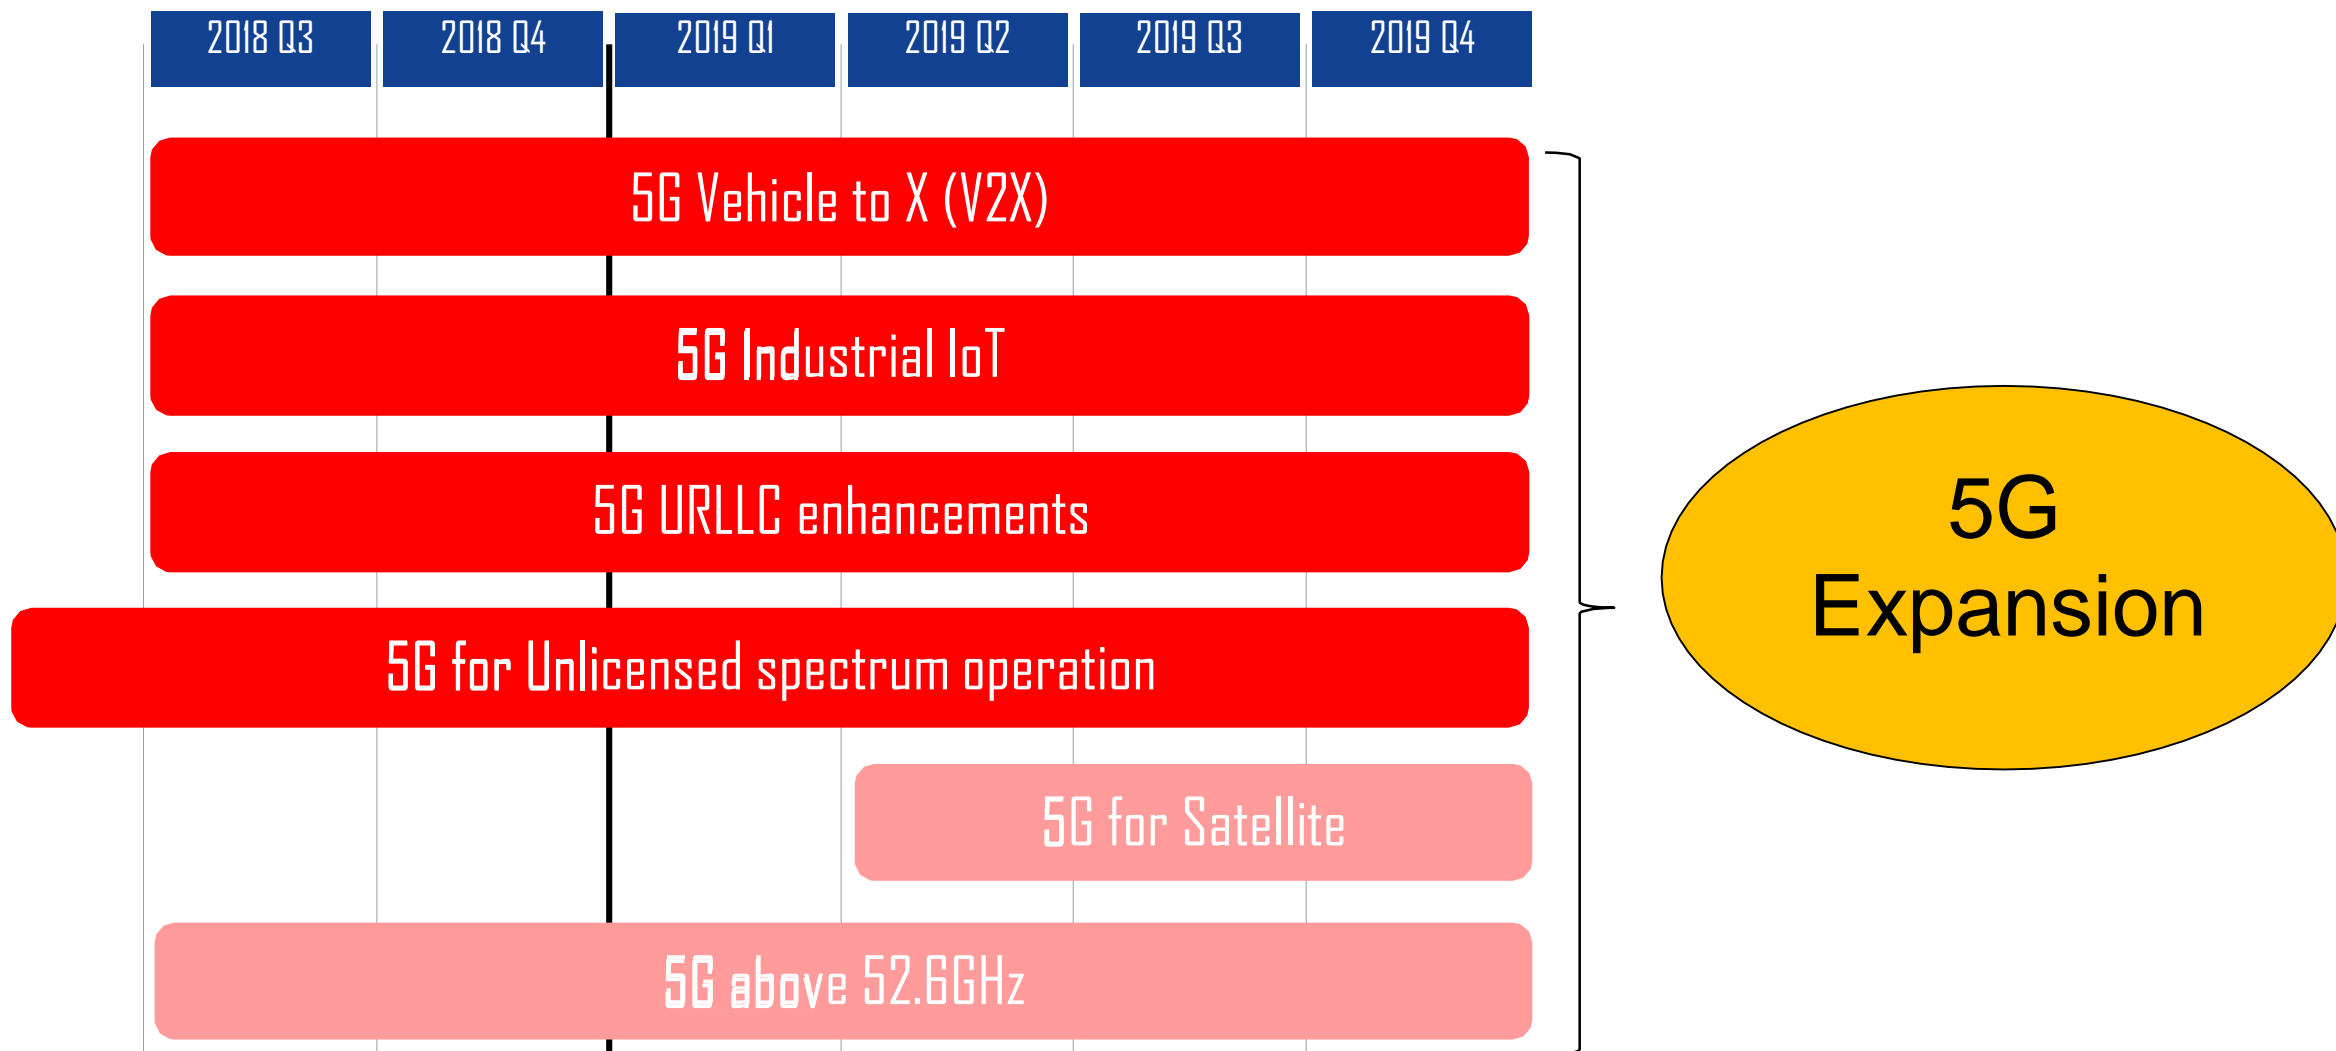 2018 Q3 2018 Q4 2019 Q1 2019 Q2 2019 Q3 2019 Q4
5G Vehicle to X (V2X)
5G Industrial IoT
5G URLLC enhancements
5G for Unlicensed spectrum operation
5G for Satellite
5G above 52.6GHz
5G
Expansion